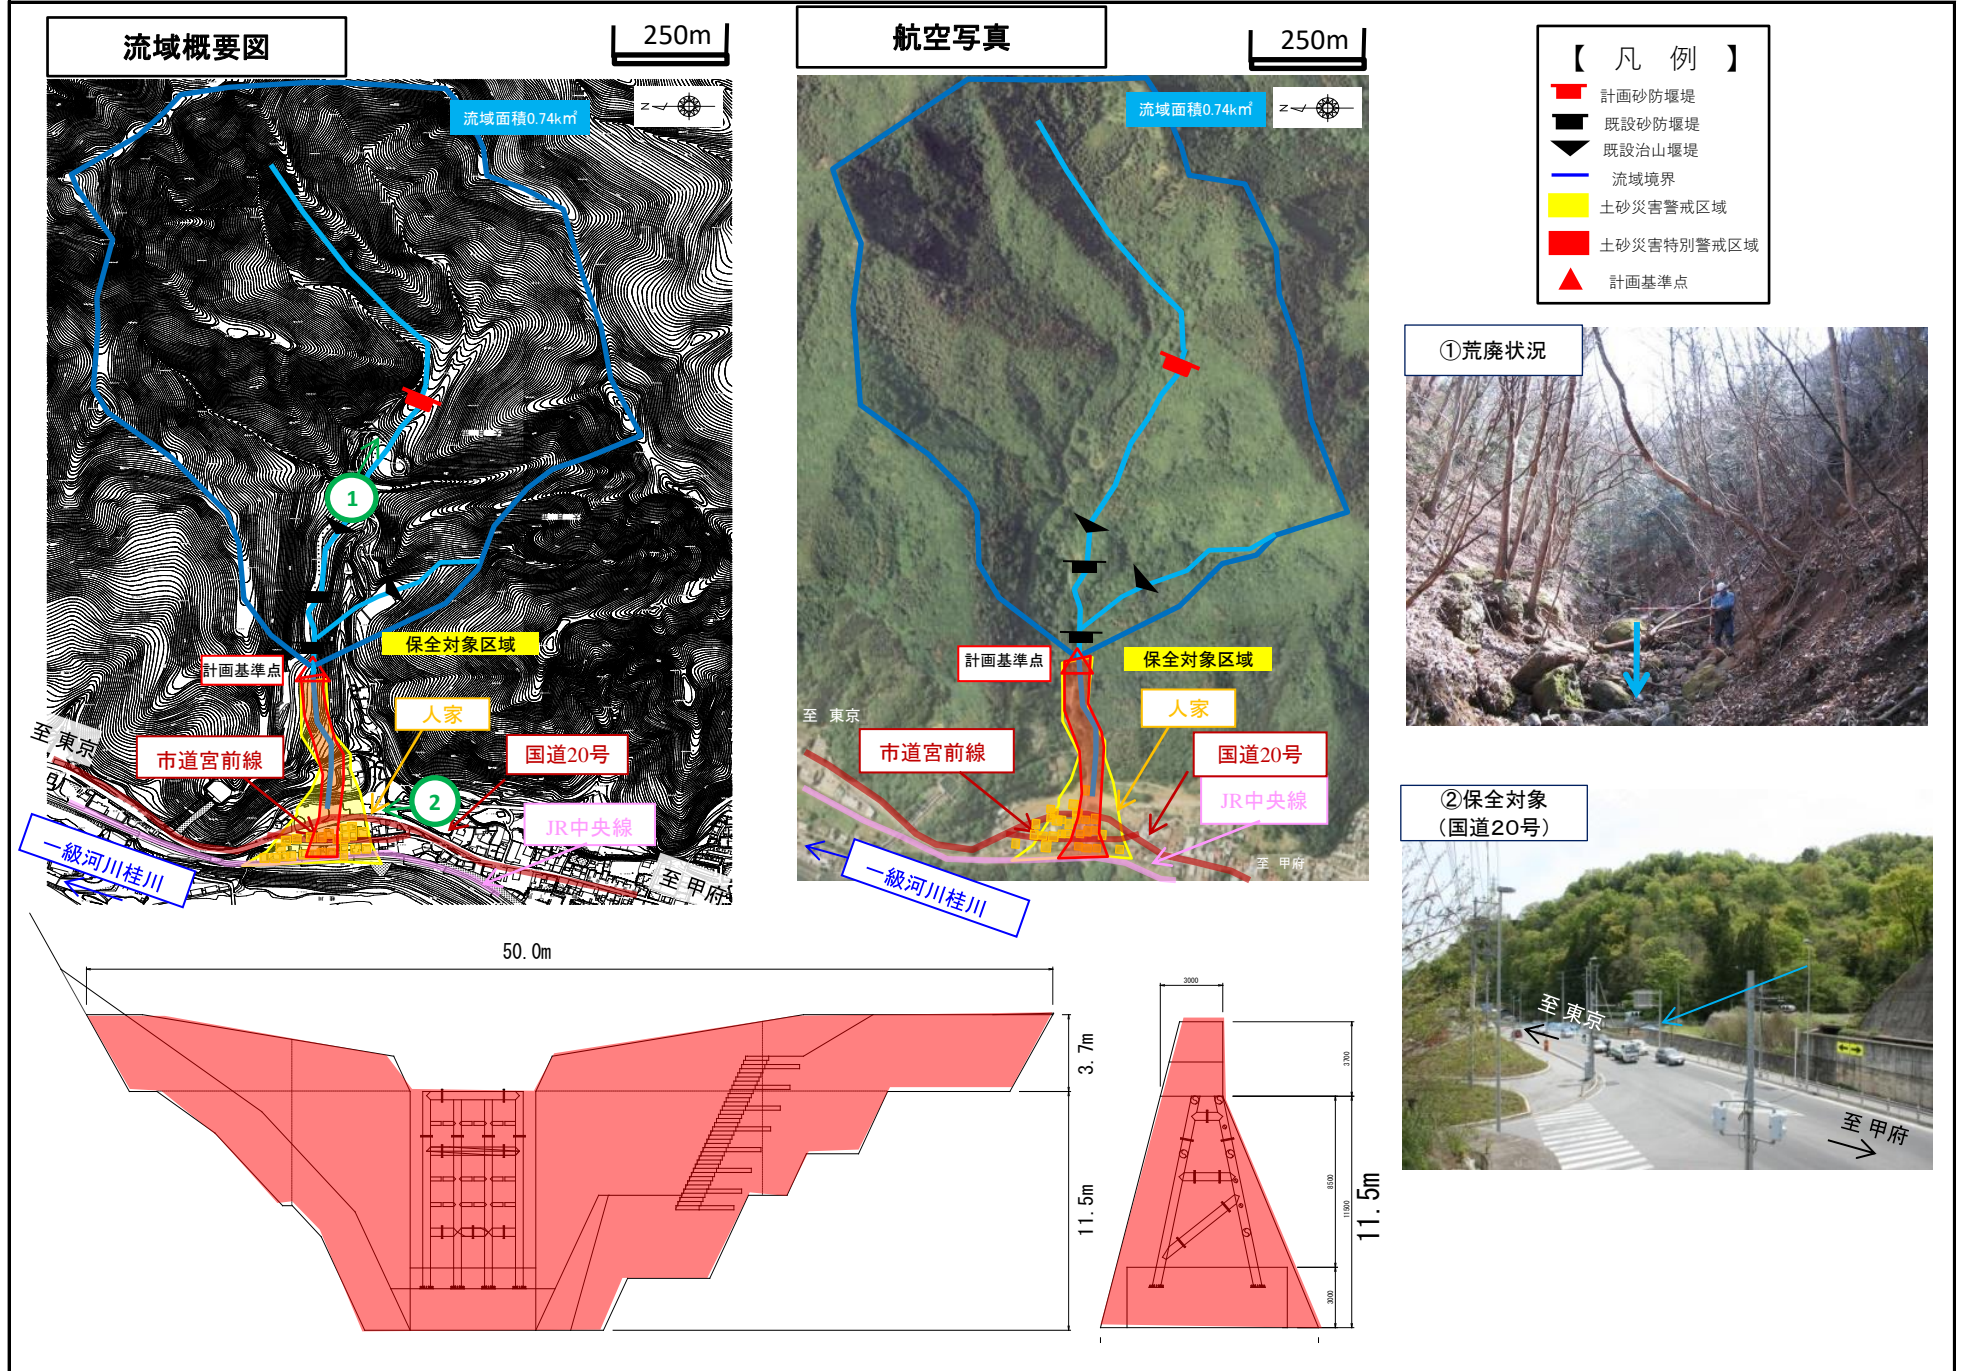 流域概要図
250m
流域面積0.74k㎡
N
1
保全対象区域
計画基準点
人家
至 東京
市道宮前線
国道20号
2
JR中央線
一級河川桂川
至 甲府
航空写真
250m
流域面積0.74k㎡
N
計画基準点
保全対象区域
人家
至 東京
市道宮前線
国道20号
JR中央線
至 甲府
一級河川桂川
【 凡 例 】
計画砂防堰堤
既設砂防堰堤
既設治山堰堤
流域境界
土砂災害警戒区域
土砂災害特別警戒区域
計画基準点
①荒廃状況
②保全対象
（国道20号）
至 東京
至 甲府
50.0m
3.7m
11.5m
3000
3700
8500
11500
3000
11.5m